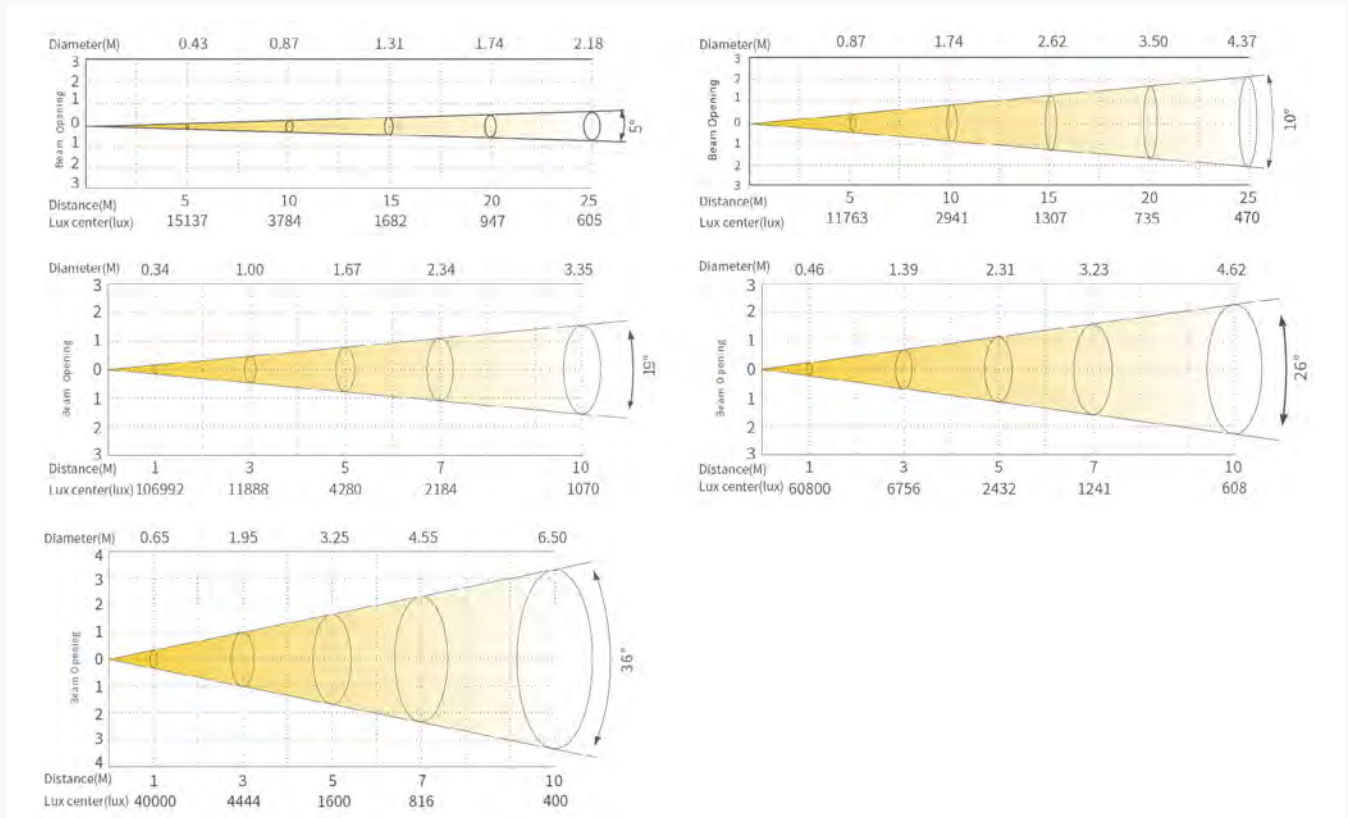 Diameter(M) 0.43 0.87 1.31 1.74 2.18
3
2
1
0
1
2
3
Beam Opening
5°
Distance(M) 5 10 15 20 25
Lux center(lux) 15137 3784 1682 947 605
Diameter(M) 0.87 1.74 2.62 3.50 4.37
3
2
1
0
1
2
3
Beam Opening
10°
Distance(M) 5 10 15 20 25
Lux center(lux) 11763 2941 1307 735 470
Diameter(M) 0.34 1.00 1.67 2.34 3.35
3
2
1
0
1
2
3
Beam Opening
19°
Distance(M) 1 3 5 7 10
Lux center(lux) 106992 11888 4280 2184 1070
Diameter(M) 0.46 1.39 2.31 3.23 4.62
3
2
1
0
1
2
3
Beam Opening
26°
Distance(M) 1 3 5 7 10
Lux center(lux) 60800 6756 2432 1241 608
Diameter(M) 0.65 1.95 3.25 4.55 6.50
4
3
2
1
0
1
2
3
4
Beam Opening
36°
Distance(M) 1 3 5 7 10
Lux center(lux) 40000 4444 1600 816 400